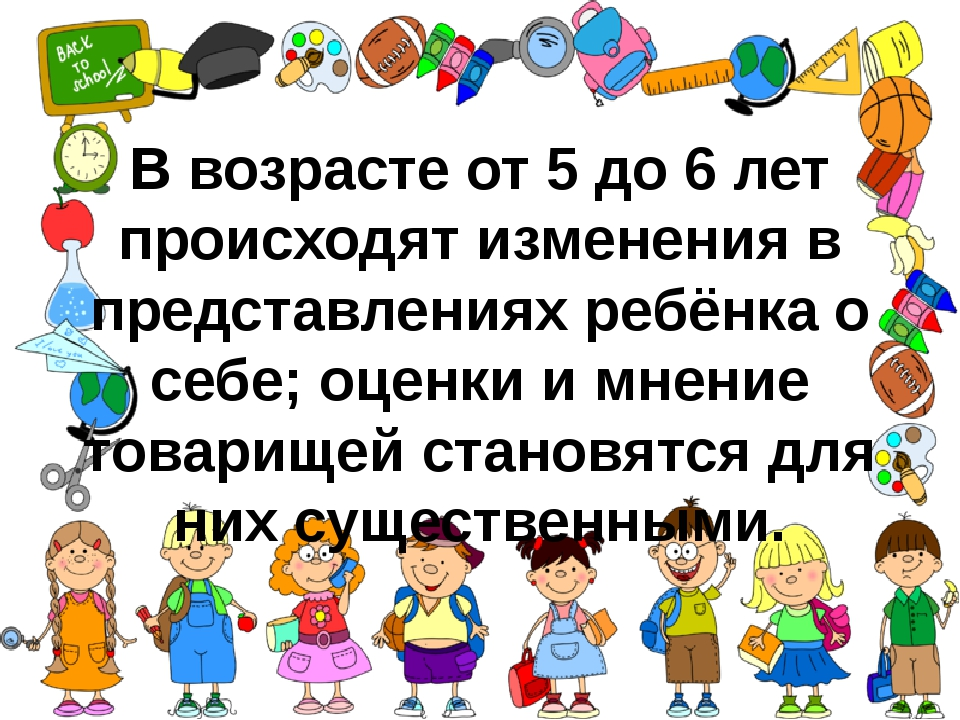 BACK
TO
school
В возрасте от 5 до 6 лет
происходят изменения в
представлениях ребёнка о
себе; оценки и мнение
товарищей становятся для
них существенными.